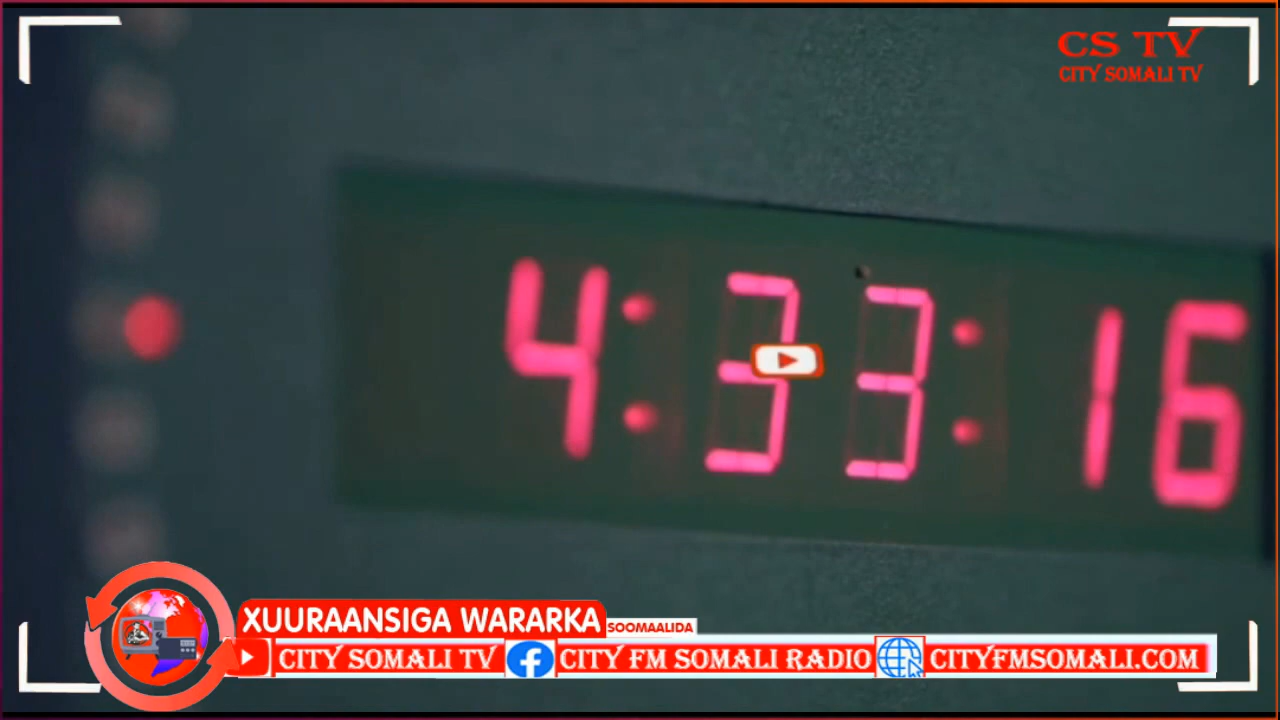 CS TV
CITY SOMALI TV
4:33:16
XUURAANSIGA WARARKA
SOOMAALIDA
CITY SOMALI TV CITY FM SOMALI RADIO CITYFMSOMALI.COM